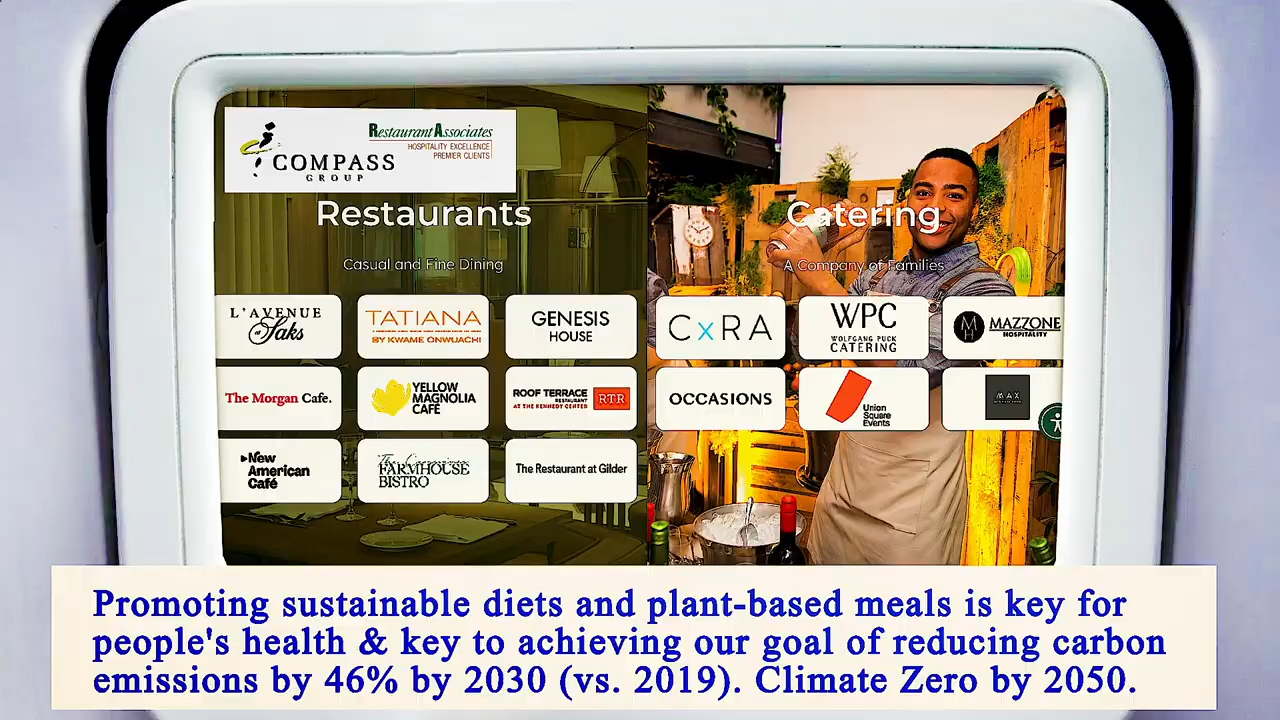 COMPASS
GROUP
Restaurant Associates
HOSPITALITY EXCELLENCE
PREMIER CLIENTS
Restaurants
Casual and Fine Dining
L'AVENUE
Saks
TATIANA
BY KWAME ONWUACHI
GENESIS
HOUSE
The Morgan Cafe.
YELLOW
MAGNOLIA
CAFÉ
ROOF TERRACE
RESTAURANT
AT THE KENNEDY CENTER
RTR
New
American
Café
FARMHOUSE
BISTRO
The Restaurant at Gilder
Catering
A Company of Families
CxRA
WPC
WOLFGANG PUCK
CATERING
MH
MAZZONE
HOSPITALITY
OCCASIONS
Union
Square
Events
MAX
Promoting sustainable diets and plant-based meals is key for
people's health & key to achieving our goal of reducing carbon
emissions by 46% by 2030 (vs. 2019). Climate Zero by 2050.